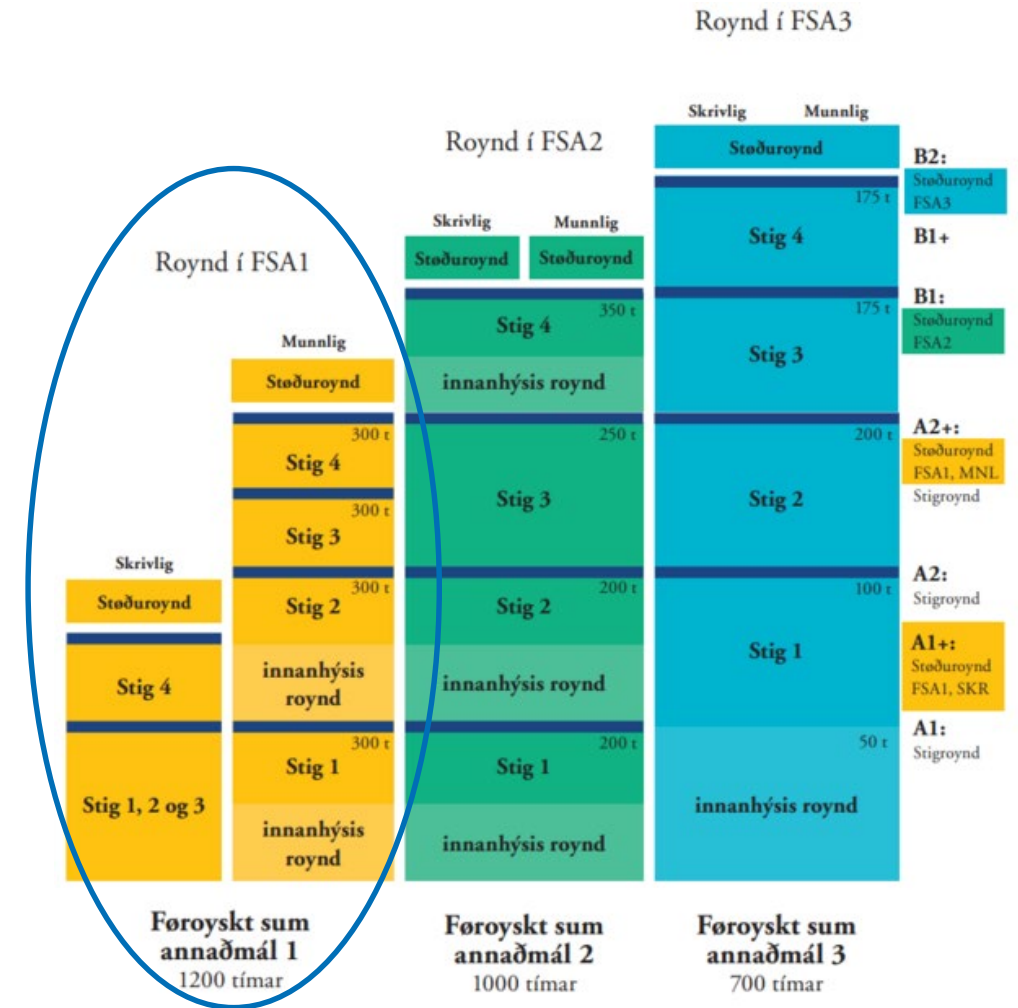 Roynd í FSA3
Skrivlig Munnlig
Støðuroynd
175 t
Stig 4
175 t
Stig 3
200 t
Stig 2
100 t
Stig 1
50 t
innanhýsis roynd
Føroyskt sum
annaðmál 3
700 tímar
Roynd í FSA2
Skrivlig Munnlig
Støðuroynd Støðuroynd
350 t
Stig 4
innanhýsis roynd
250 t
Stig 3
200 t
Stig 2
innanhýsis roynd
200 t
Stig 1
innanhýsis roynd
Føroyskt sum
annaðmál 2
1000 tímar
Roynd í FSA1
Munnlig
Støðuroynd
300 t
Stig 4
300 t
Stig 3
300 t
Stig 2
innanhýsis
roynd
300 t
Stig 1
innanhýsis
roynd
Skrivlig
Støðuroynd
Stig 4
Stig 1, 2 og 3
Føroyskt sum
annaðmál 1
1200 tímar
B2:
Støðuroynd
FSA3
B1+
B1:
Støðuroynd
FSA2
A2+:
Støðuroynd
FSA1, MNL
Stigroynd
A2:
Stigroynd
A1+:
Støðuroynd
FSA1, SKR
A1:
Stigroynd